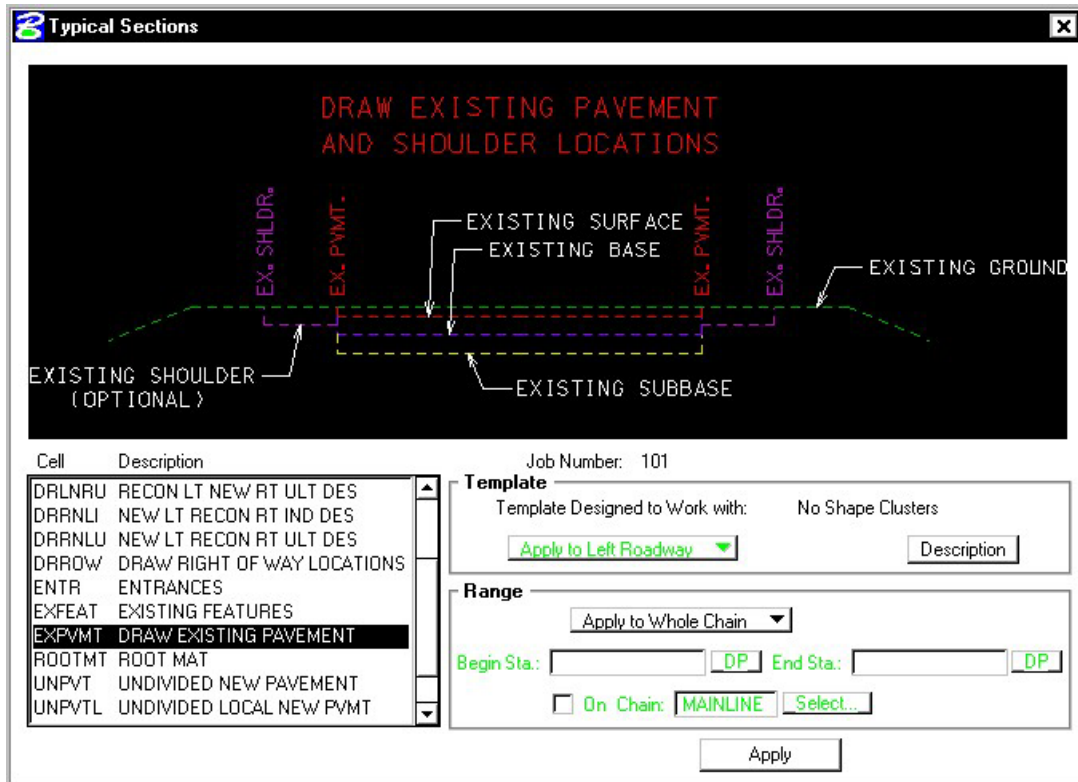 Typical Sections
DRAW EXISTING PAVEMENT
AND SHOULDER LOCATIONS
EX. SHLDR.
EX. PVMT.
EXISTING SURFACE
EXISTING BASE
EX. PVMT.
EX. SHLDR.
EXISTING GROUND
EXISTING SHOULDER
(OPTIONAL)
EXISTING SUBBASE
Cell Description
DRLNRU RECON LT NEW RT ULT DES
DRRNLI NEW LT RECON RT IND DES
DRRNLU NEW LT RECON RT ULT DES
DRROW DRAW RIGHT OF WAY LOCATIONS
ENTR ENTRANCES
EXFEAT EXISTING FEATURES
EXPVMT DRAW EXISTING PAVEMENT
ROOTMT ROOT MAT
UNPVT UNDIVIDED NEW PAVEMENT
UNPVTL UNDIVIDED LOCAL NEW PVMT
Job Number: 101
Template
Template Designed to Work with: No Shape Clusters
Apply to Left Roadway Description
Range
Apply to Whole Chain
Begin Sta.: DP End Sta.: DP
On Chain: MAINLINE Select...
Apply